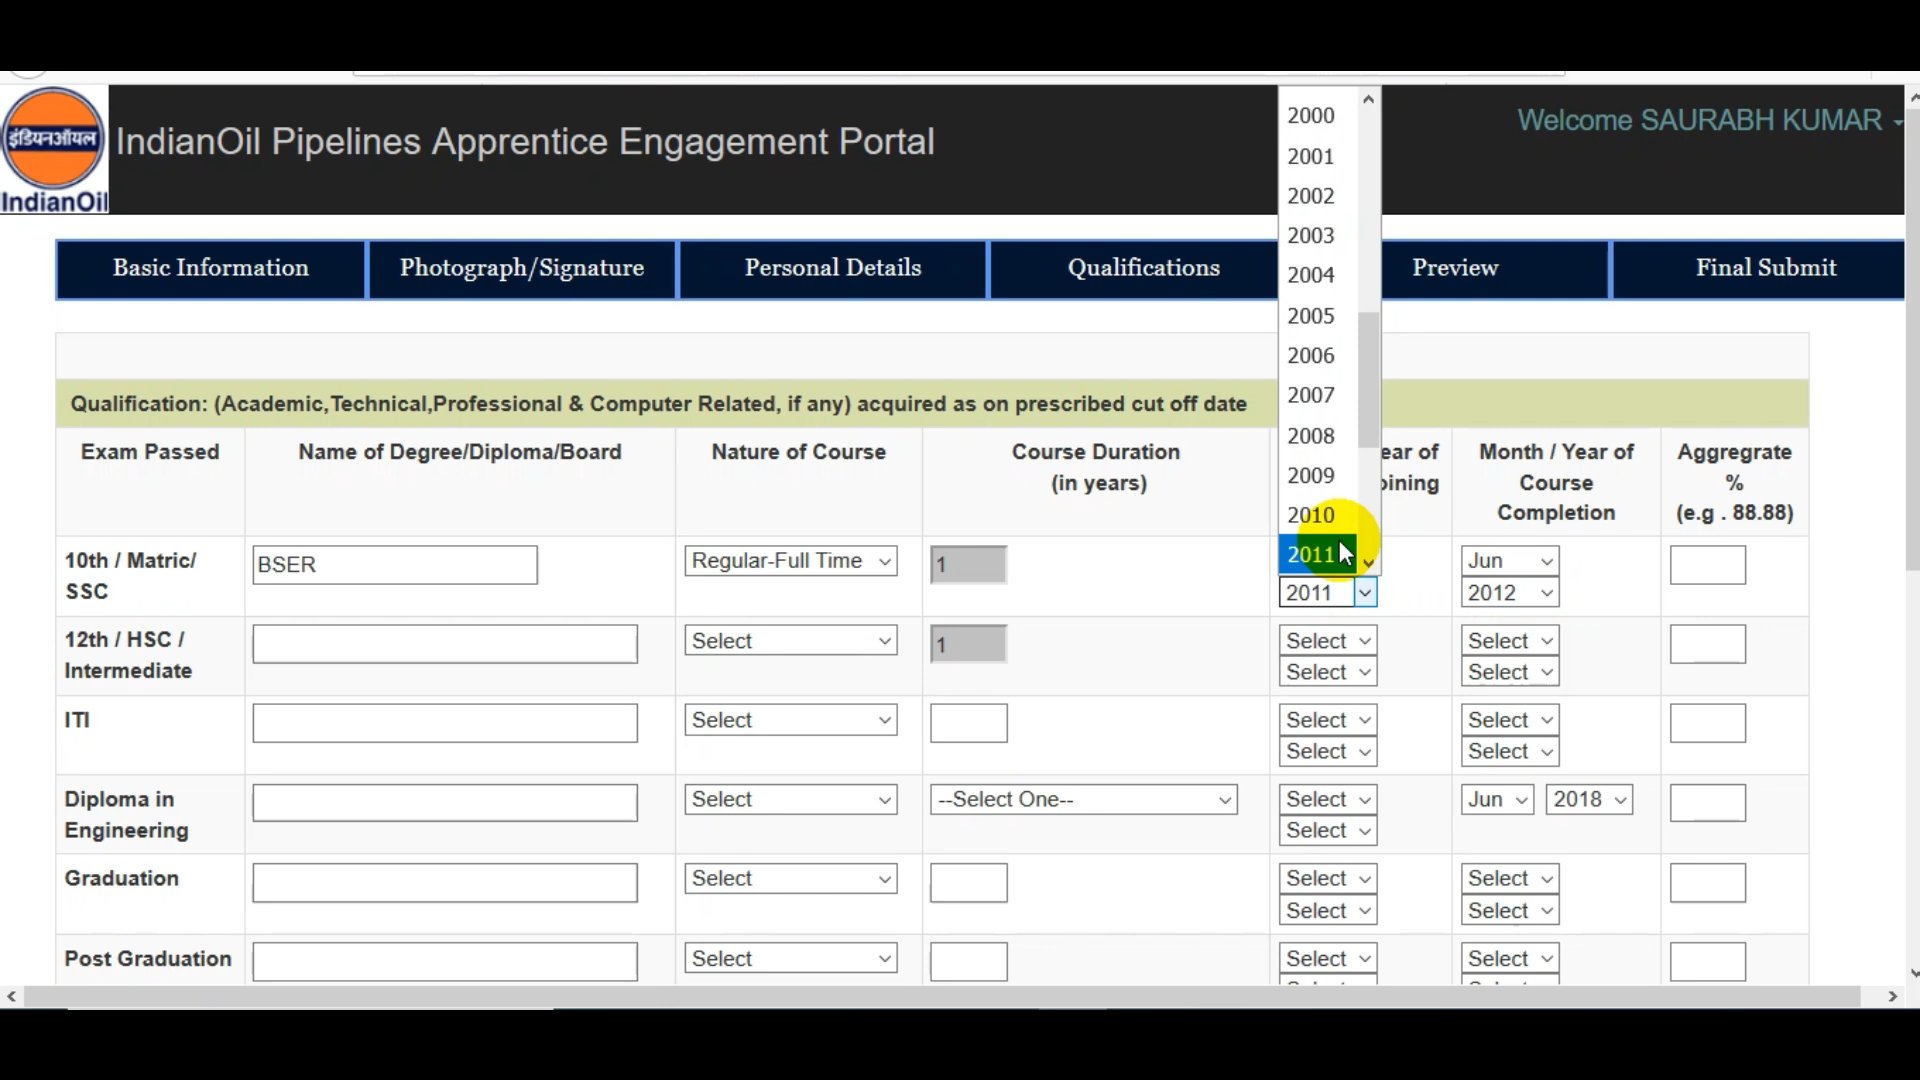 इंडियनऑयल
IndianOil
IndianOil Pipelines Apprentice Engagement Portal
Welcome SAURABH KUMAR
Basic Information
Photograph/Signature
Personal Details
Qualifications
Preview
Final Submit
2000
2001
2002
2003
2004
2005
2006
2007
2008
2009
2010
2011
Qualification: (Academic,Technical,Professional & Computer Related, if any) acquired as on prescribed cut off date
Exam Passed
Name of Degree/Diploma/Board
Nature of Course
Course Duration
(in years)
ear of
oining
Month / Year of
Course
Completion
Aggregrate
%
(e.g . 88.88)
10th / Matric/
SSC
BSER
Regular-Full Time
1
2011
Jun
2012
12th / HSC /
Intermediate
Select
1
Select
Select
Select
Select
ITI
Select
Select
Select
Select
Select
Diploma in
Engineering
Select
--Select One--
Select
Select
Jun
2018
Graduation
Select
Select
Select
Select
Select
Post Graduation
Select
Select
Select